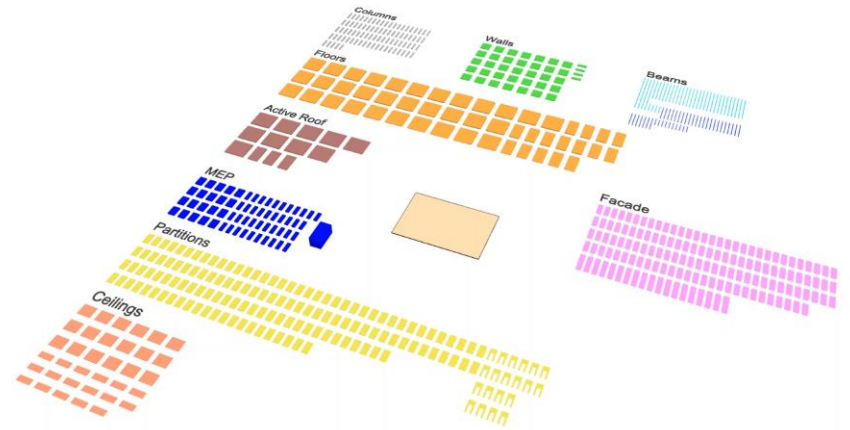 Columns
Walls
Floors
Beams
Active Roof
MEP
Facade
Partitions
Ceilings